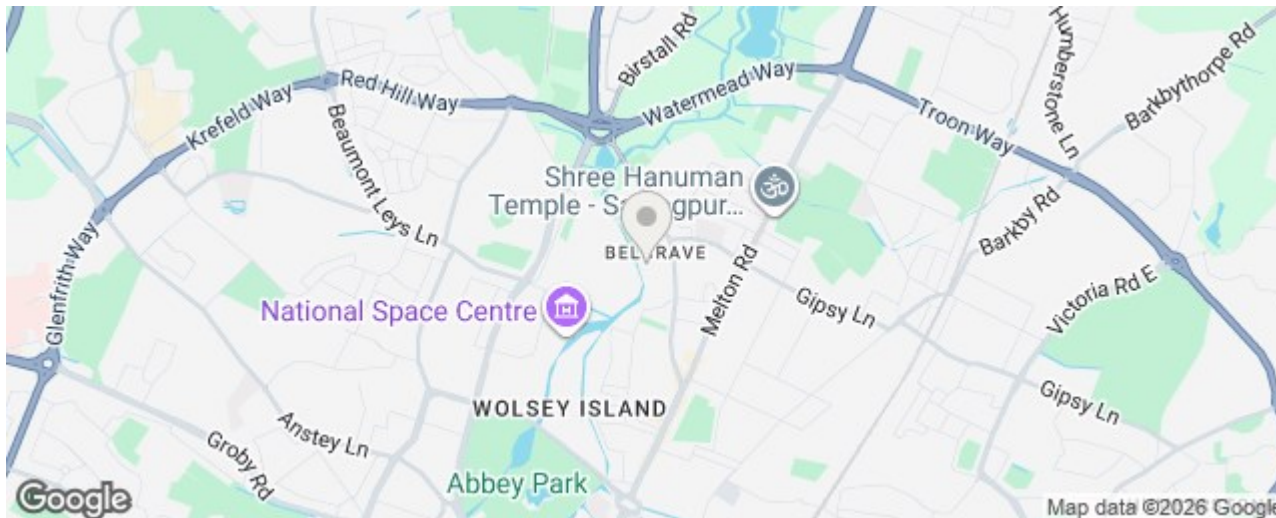 Birstall Rd
Humberstone Ln
Barkbythorpe Rd
Red Hill Way
Watermead Way
Krefeld Way
Troon Way
Beaumont Leys Ln
Shree Hanuman
Temple -
Barkby Rd
Glenfrith Way
Melton Rd
Victoria Rd E
National Space Centre
Gipsy Ln
WOLSEY ISLAND
Gipsy Ln
Anstey Ln
Groby Rd
Abbey Park
Google
Map data ©2026 Google